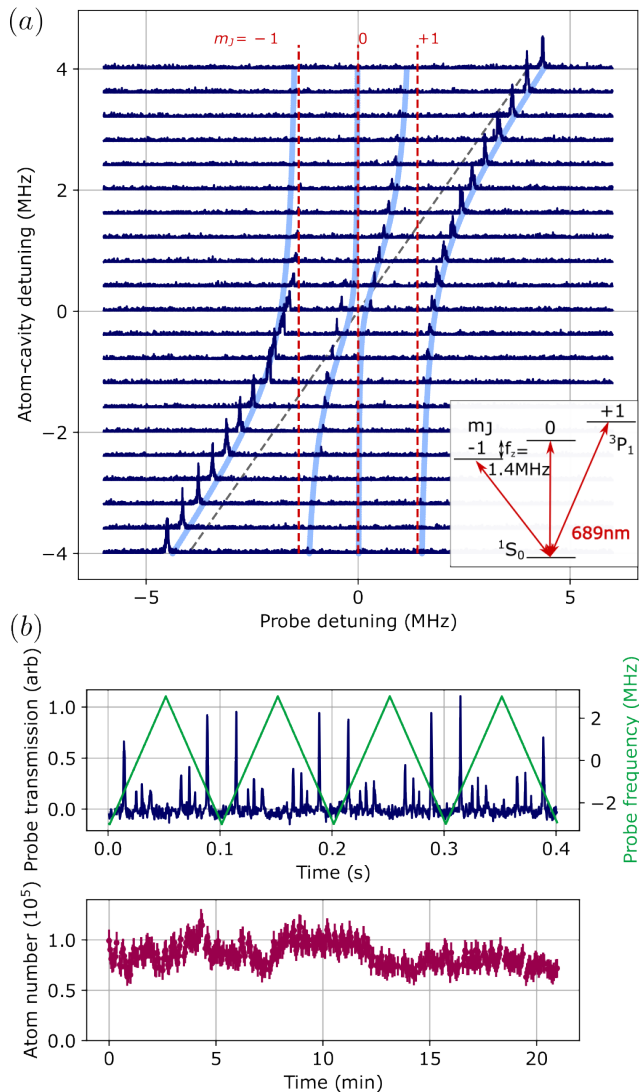 (a)
m_J = −1 0 +1
Atom-cavity detuning (MHz)
4
2
0
−2
−4
mJ 0 +1
-1 f_z= ³P₁
1.4MHz
689nm
¹S₀
−5 0 5
Probe detuning (MHz)
(b)
Probe transmission (arb)
1.0
0.5
0.0
Probe frequency (MHz)
2
0
−2
0.0 0.1 0.2 0.3 0.4
Time (s)
Atom number (10⁵)
1.0
0.5
0.0
0 5 10 15 20
Time (min)